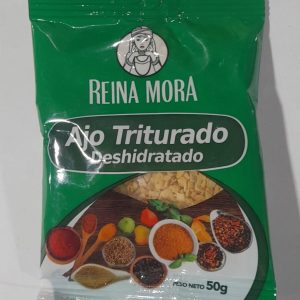 REINA MORA
Ajo Triturado
Deshidratado
PESO NETO 50g